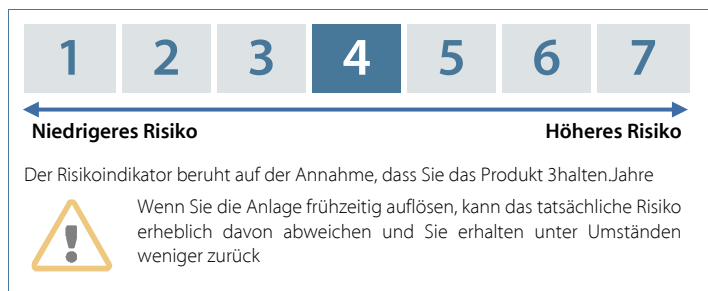 1 2 3 4 5 6 7
Niedrigeres Risiko Höheres Risiko
Der Risikoindikator beruht auf der Annahme, dass Sie das Produkt 3halten.Jahre
Wenn Sie die Anlage frühzeitig auflösen, kann das tatsächliche Risiko
erheblich davon abweichen und Sie erhalten unter Umständen
weniger zurück